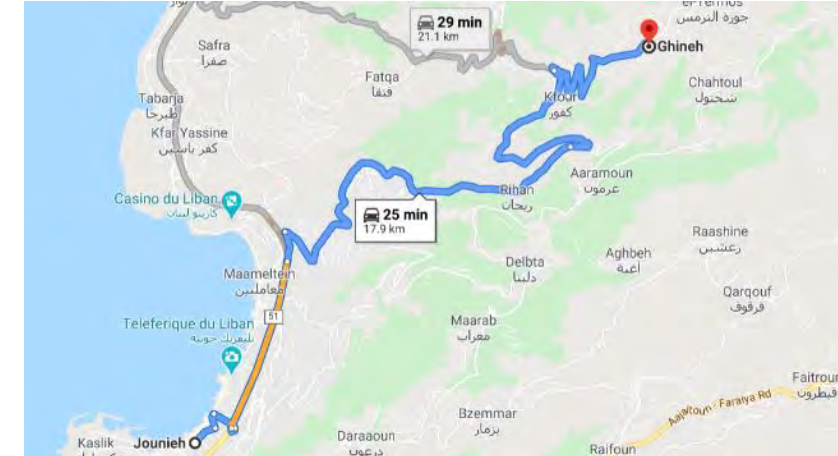 29 min
21.1 km
جورة الترمس
Ghineh
Safra
صفرا
Fatqa
فتقا
Chahtoul
شحتول
Tabarja
طبرجا
Kfour
كفور
Kfar Yassine
كفر ياسين
Aaramoun
عرمون
Rihan
ريحان
Casino du Liban
كازينو لبنان
25 min
17.9 km
Raashine
رعشين
Aghbeh
اغبة
Delbta
دلبتا
Maameltein
معاملتين
Qarqouf
قرقوف
51
Maarab
معراب
Teleferique du Liban
تليفريك جونية
Faitroun
فيطرون
Aajaltoun - Faraiya Rd
Bzemmar
بزمار
Kaslik
Jounieh
Daraaoun
درعون
Raifoun